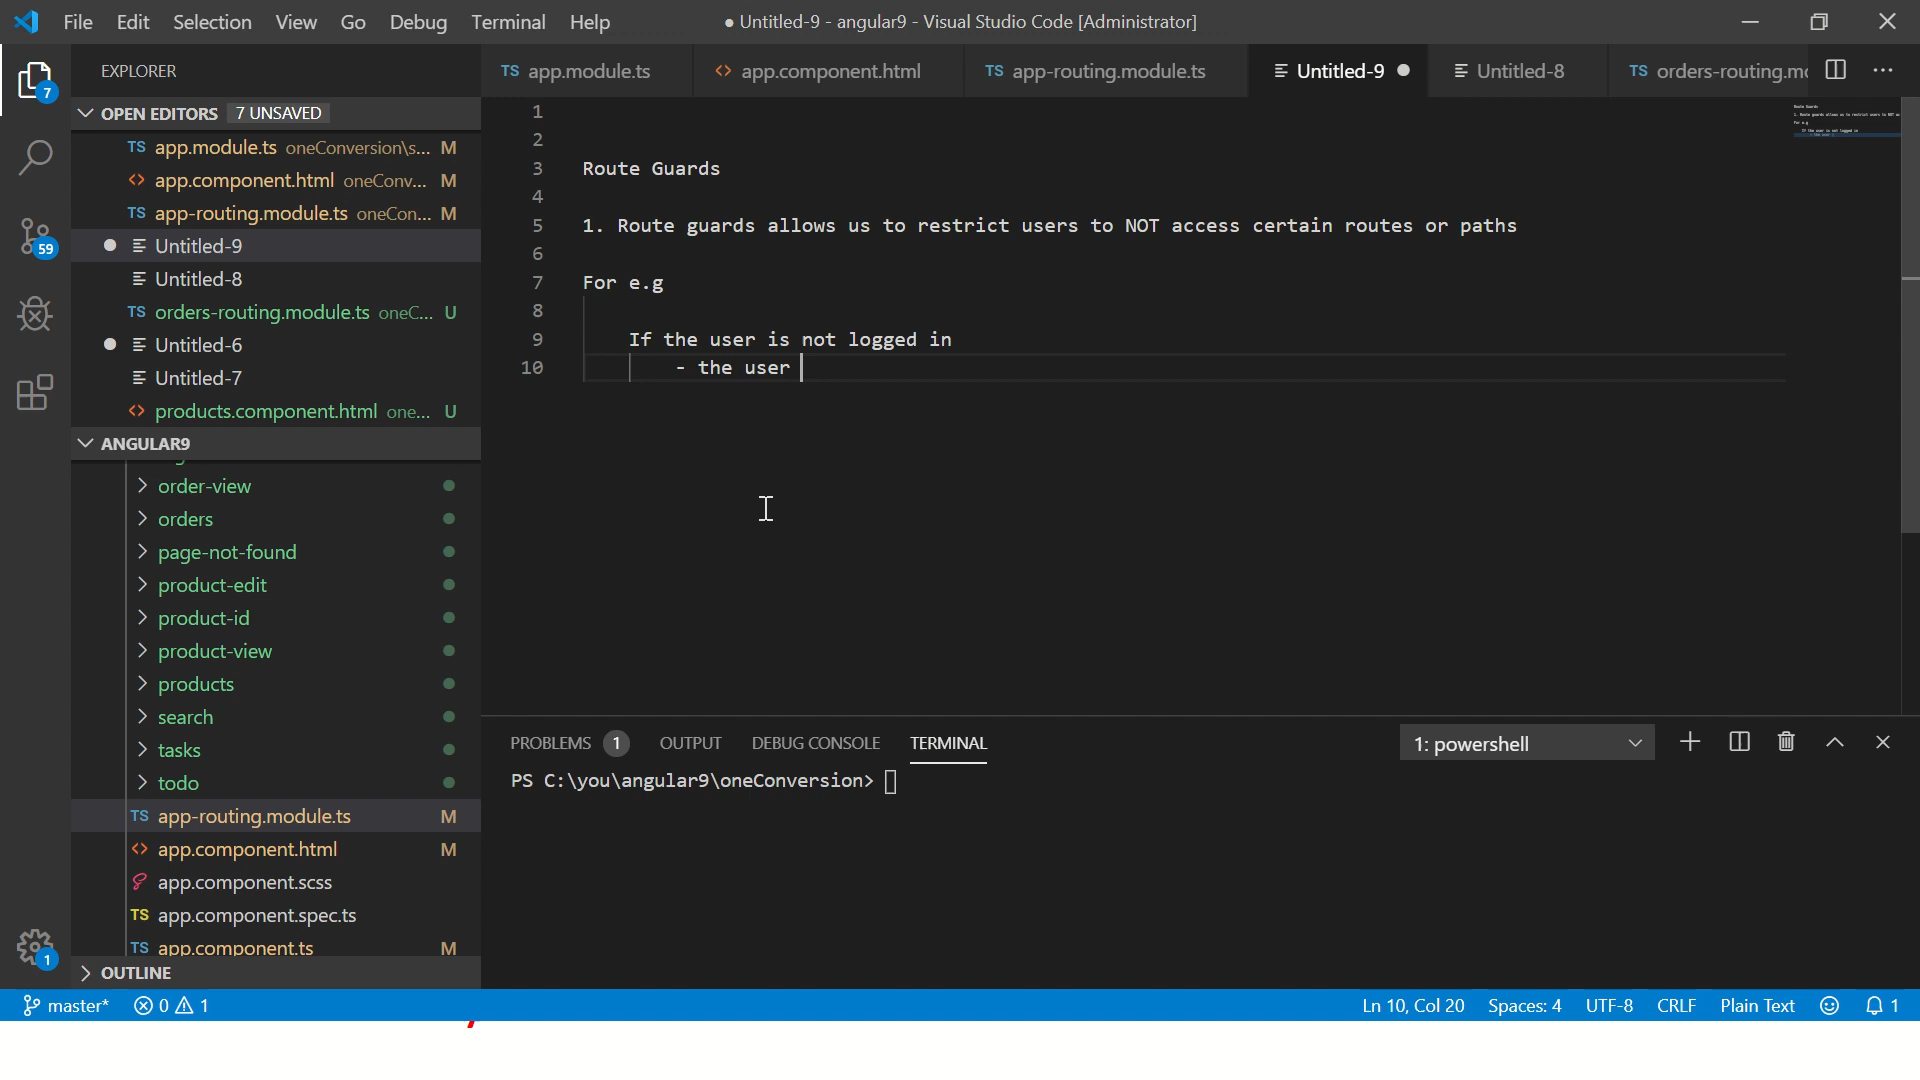 File Edit Selection View Go Debug Terminal Help ● Untitled-9 - angular9 - Visual Studio Code [Administrator]
EXPLORER
OPEN EDITORS 7 UNSAVED
TS app.module.ts oneConversion\s... M
<> app.component.html oneConv... M
TS app-routing.module.ts oneCon... M
Untitled-9
Untitled-8
TS orders-routing.module.ts oneC... U
Untitled-6
Untitled-7
<> products.component.html one... U
ANGULAR9
order-view
orders
page-not-found
product-edit
product-id
product-view
products
search
tasks
todo
TS app-routing.module.ts M
<> app.component.html M
app.component.scss
TS app.component.spec.ts
TS app.component.ts M
OUTLINE
7
59
1
TS app.module.ts <> app.component.html TS app-routing.module.ts Untitled-9 Untitled-8 TS orders-routing.mo
1
2
3 Route Guards
4
5 1. Route guards allows us to restrict users to NOT access certain routes or paths
6
7 For e.g
8
9 If the user is not logged in
10 - the user
PROBLEMS 1 OUTPUT DEBUG CONSOLE TERMINAL 1: powershell
PS C:\you\angular9\oneConversion>
master* 0 1 Ln 10, Col 20 Spaces: 4 UTF-8 CRLF Plain Text 1